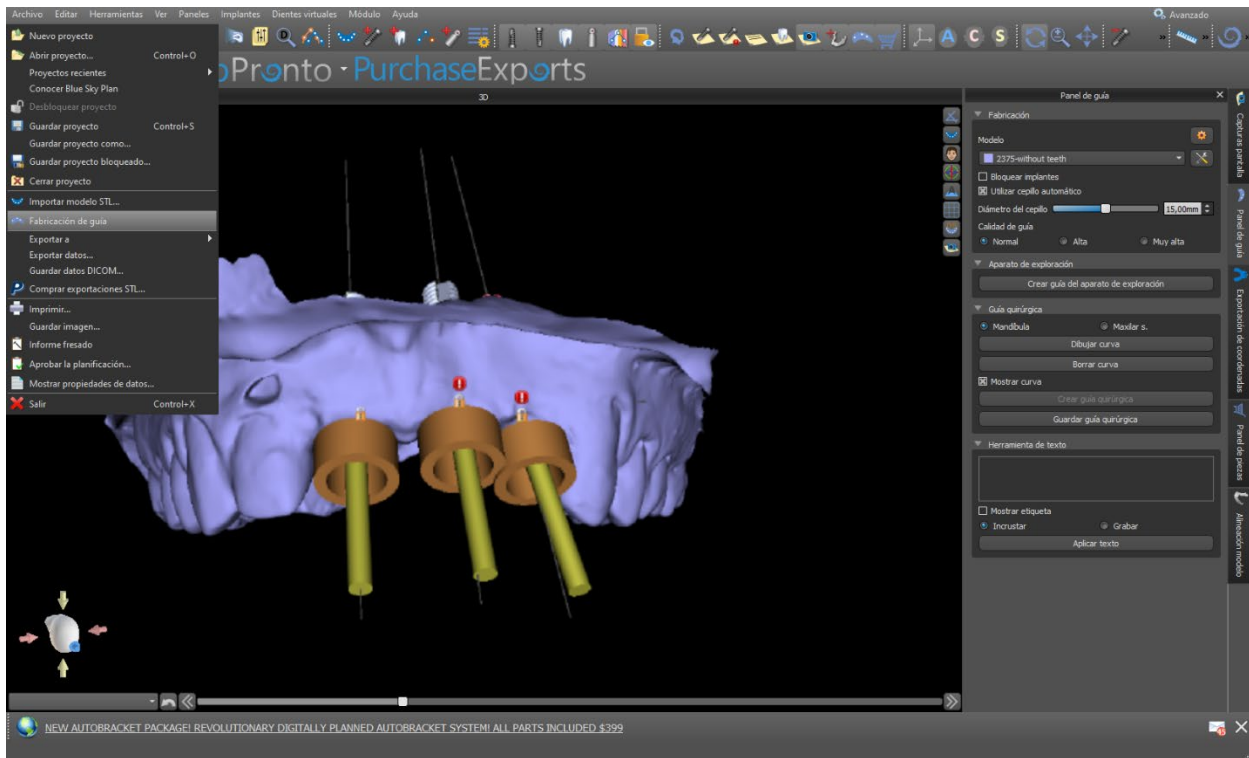 Archivo Editar Herramientas Ver Paneles Implantes Dientes virtuales Módulo Ayuda
Avanzado
Nuevo proyecto
Abrir proyecto... Control+O
Proyectos recientes
Conocer Blue Sky Plan
Desbloquear proyecto
Guardar proyecto Control+S
Guardar proyecto como...
Guardar proyecto bloqueado...
Cerrar proyecto
Importar modelo STL...
Fabricación de guía
Exportar a
Exportar datos...
Guardar datos DICOM...
Comprar exportaciones STL...
Imprimir...
Guardar imagen...
Informe fresado
Aprobar la planificación...
Mostrar propiedades de datos...
Salir Control+X
A C S
Pronto - PurchaseExports
3D
Panel de guía
Fabricación
Modelo
2375-without teeth
Bloquear implantes
Utilizar cepillo automático
Diámetro del cepillo 15,00mm
Calidad de guía
Normal Alta Muy alta
Aparato de exploración
Crear guía del aparato de exploración
Guía quirúrgica
Mandíbula Maxilar s.
Dibujar curva
Borrar curva
Mostrar curva
Crear guía quirúrgica
Guardar guía quirúrgica
Herramienta de texto
Mostrar etiqueta
Incrustar Grabar
Aplicar texto
Capturas pantalla
Panel de guía
Exportación de coordenadas
Panel de piezas
Alineación modelo
NEW AUTOBRACKET PACKAGE! REVOLUTIONARY DIGITALLY PLANNED AUTOBRACKET SYSTEM! ALL PARTS INCLUDED $399